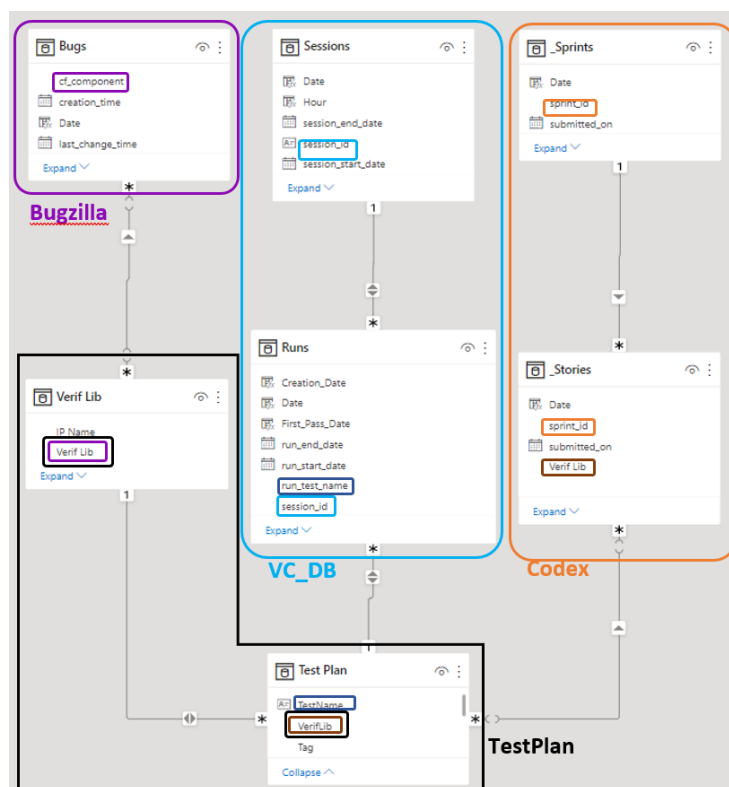 Bugs
cf_component
creation_time
Date
last_change_time
Expand
*
Bugzilla
Sessions
Date
Hour
session_end_date
session_id
session_start_date
Expand
1
_Sprints
Date
sprint_id
submitted_on
Expand
1
*
Runs
Creation_Date
Date
First_Pass_Date
run_end_date
run_start_date
run_test_name
session_id
Expand
*
VC_DB
*
_Stories
Date
sprint_id
submitted_on
Verif Lib
Expand
*
Codex
*
Verif Lib
IP Name
Verif Lib
Expand
1
1
Test Plan
TestName
VerifLib
Tag
Collapse
*
*
TestPlan